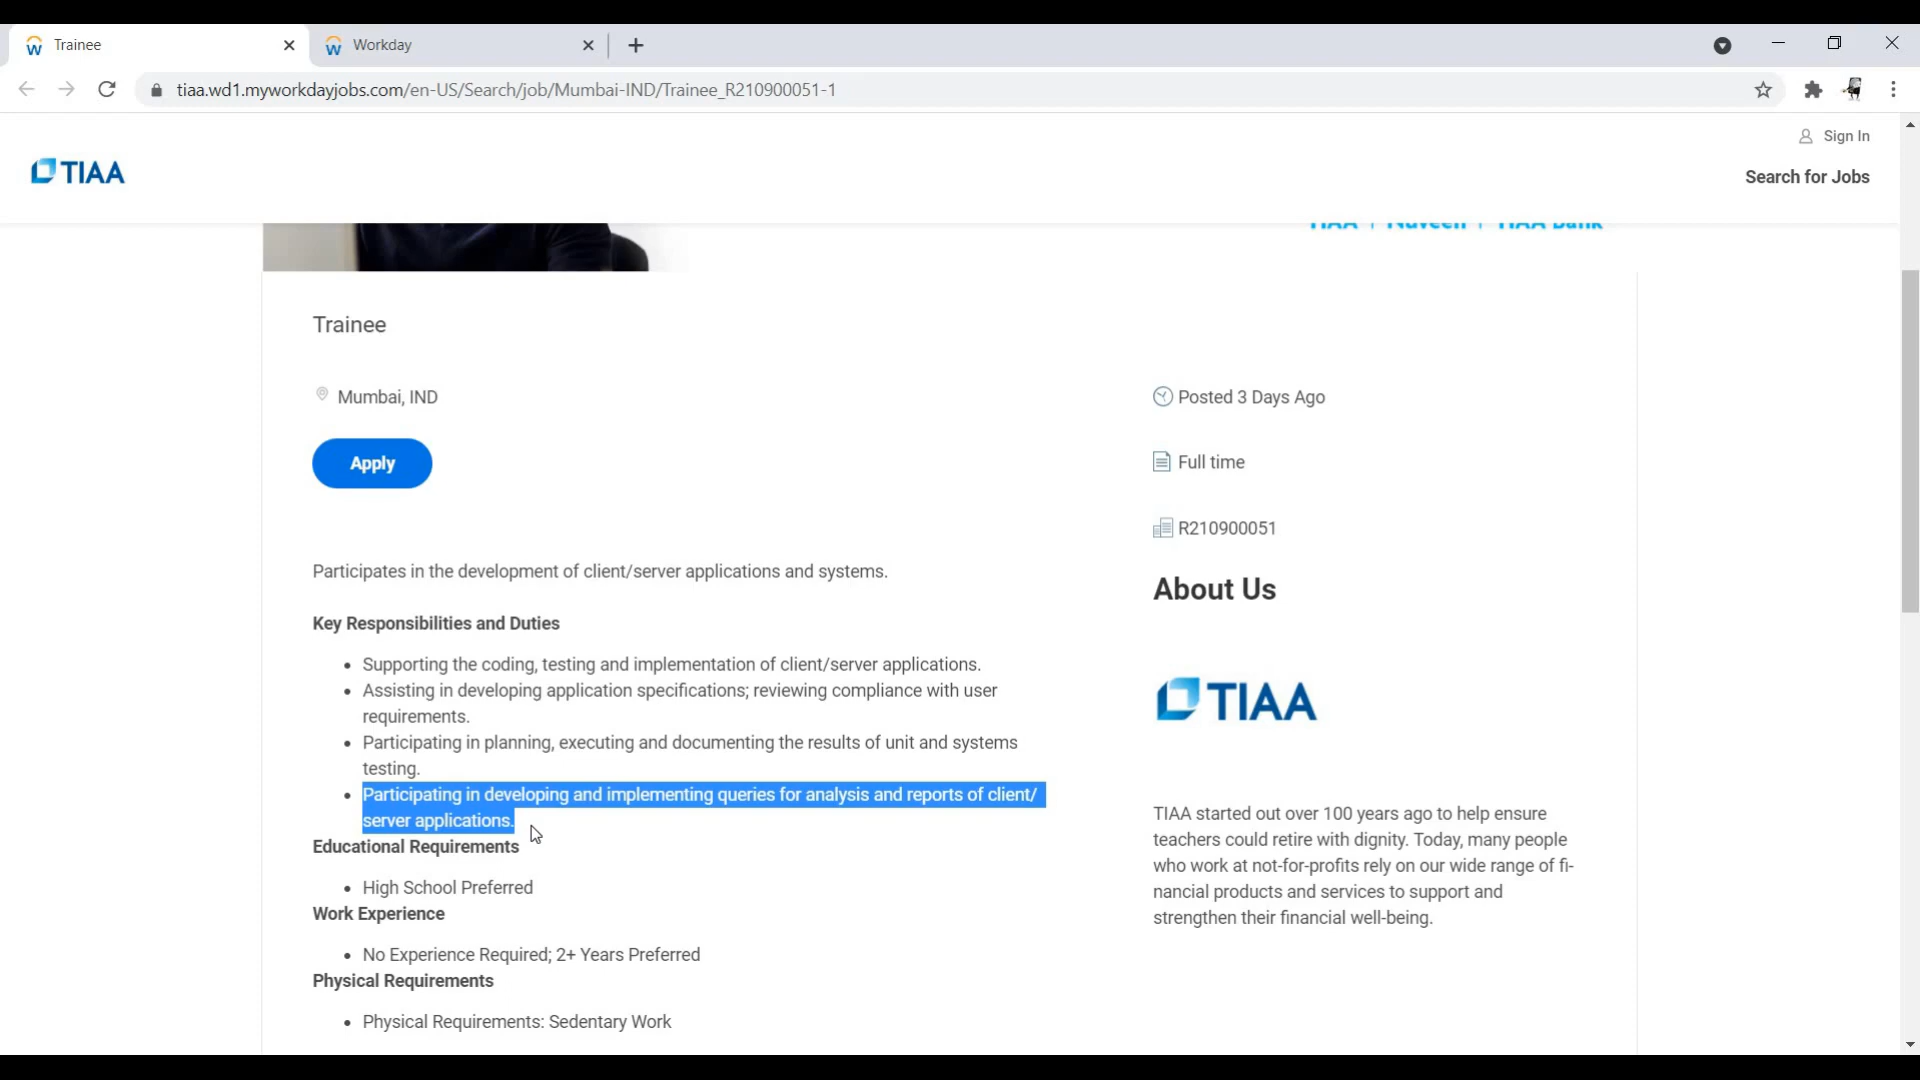 Trainee
Workday
tiaa.wd1.myworkdayjobs.com/en-US/Search/job/Mumbai-IND/Trainee_R210900051-1
Sign In
TIAA
Search for Jobs
TIAA | Nuveen | TIAA Bank
Trainee
Mumbai, IND
Apply
Participates in the development of client/server applications and systems.
Key Responsibilities and Duties
• Supporting the coding, testing and implementation of client/server applications.
• Assisting in developing application specifications; reviewing compliance with user
requirements.
• Participating in planning, executing and documenting the results of unit and systems
testing.
• Participating in developing and implementing queries for analysis and reports of client/
server applications.
Educational Requirements
• High School Preferred
Work Experience
• No Experience Required; 2+ Years Preferred
Physical Requirements
• Physical Requirements: Sedentary Work
Posted 3 Days Ago
Full time
R210900051
About Us
TIAA
TIAA started out over 100 years ago to help ensure
teachers could retire with dignity. Today, many people
who work at not-for-profits rely on our wide range of fi-
nancial products and services to support and
strengthen their financial well-being.